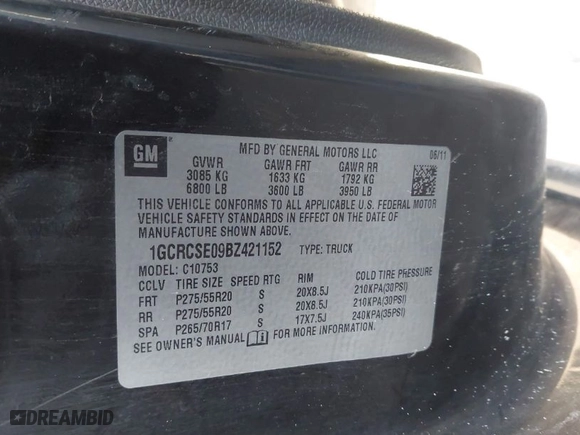 GM
MFD BY GENERAL MOTORS LLC 06/11
GVWR GAWR FRT GAWR RR
3085 KG 1633 KG 1792 KG
6800 LB 3600 LB 3950 LB
THIS VEHICLE CONFORMS TO ALL APPLICABLE U.S. FEDERAL MOTOR
VEHICLE SAFETY STANDARDS IN EFFECT ON THE DATE OF
MANUFACTURE SHOWN ABOVE.
1GCRCSE09BZ421152 TYPE: TRUCK
MODEL: C10753
CCLV TIRE SIZE SPEED RTG RIM COLD TIRE PRESSURE
FRT P275/55R20 S 20X8.5J 210KPA(30PSI)
RR P275/55R20 S 20X8.5J 210KPA(30PSI)
SPA P265/70R17 S 17X7.5J 240KPA(35PSI)
SEE OWNER'S MANUAL FOR MORE INFORMATION.
DREAMBID